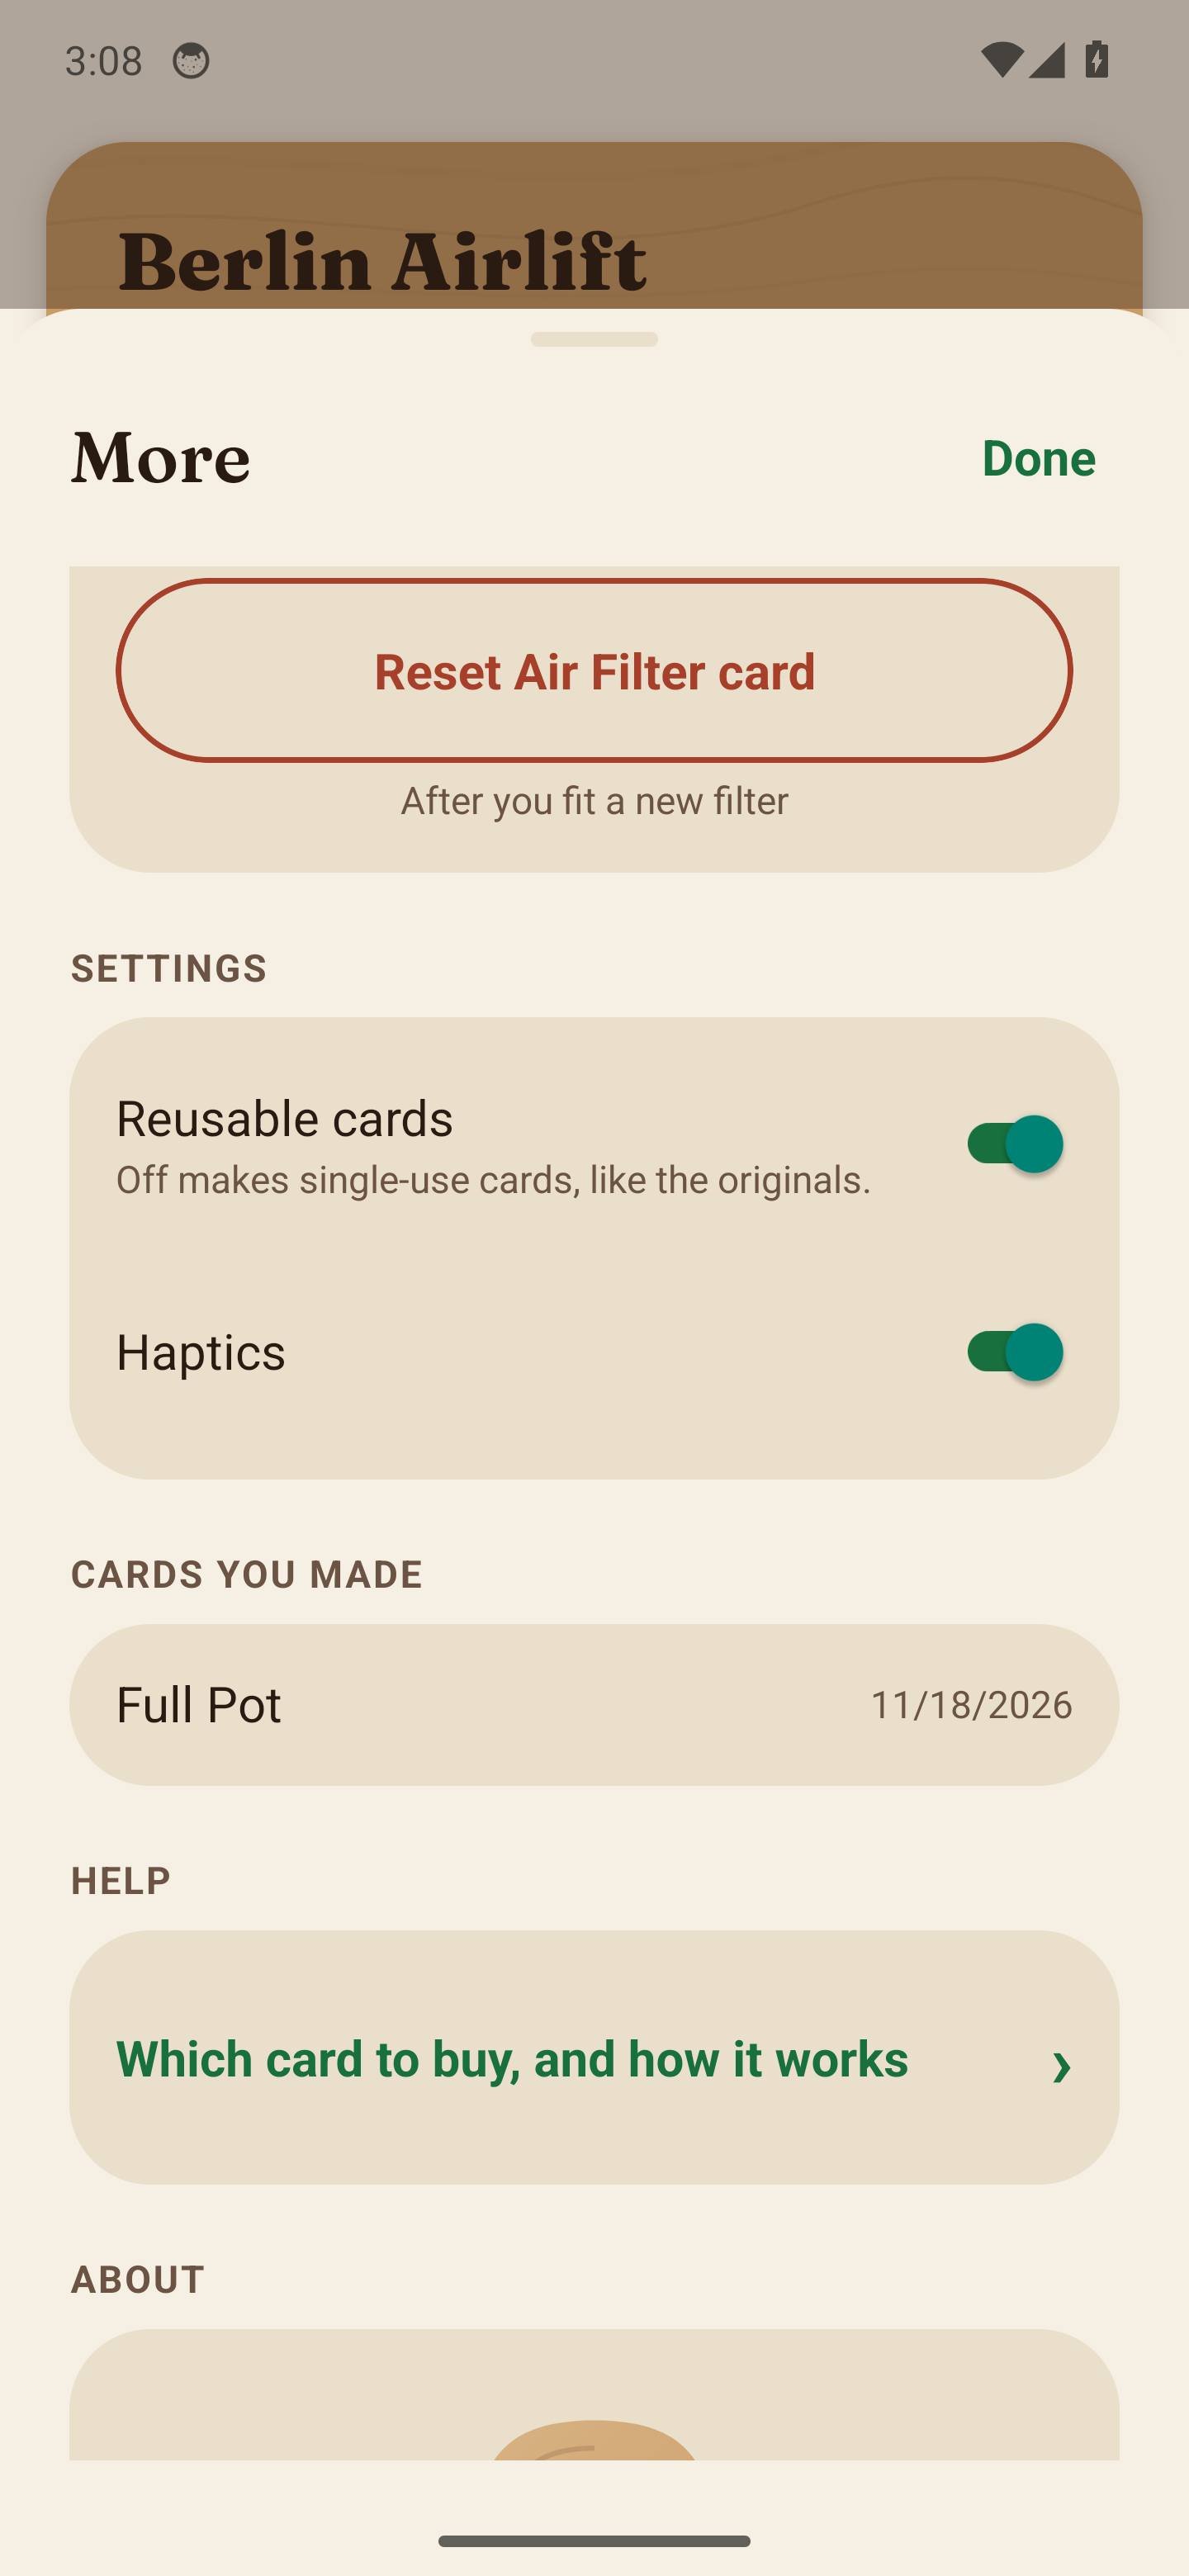 3:08
Berlin Airlift
More
Done
Reset Air Filter card
After you fit a new filter
SETTINGS
Reusable cards
Off makes single-use cards, like the originals.
Haptics
CARDS YOU MADE
Full Pot
11/18/2026
HELP
Which card to buy, and how it works
ABOUT